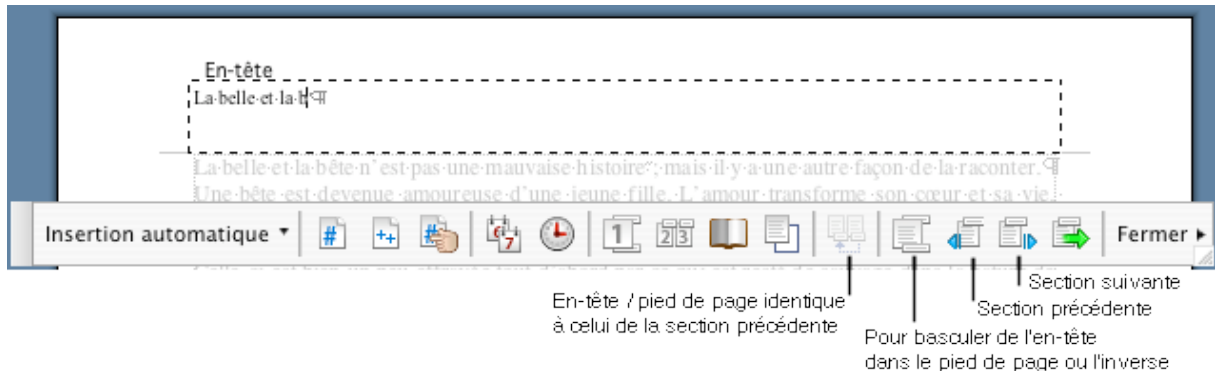 En-tête
La·belle·et·la·b¶
La·belle·et·la·bête·n'est·pas·une·mauvaise·histoire·;·mais·il·y·a·une·autre·façon·de·la·raconter.¶
Une·bête·est·devenue·amoureuse·d'une·jeune·fille.·L'amour·transforme·son·cœur·et·sa·vie.
Insertion automatique Fermer
En-tête / pied de page identique
à celui de la section précédente
Section suivante
Section précédente
Pour basculer de l'en-tête
dans le pied de page ou l'inverse